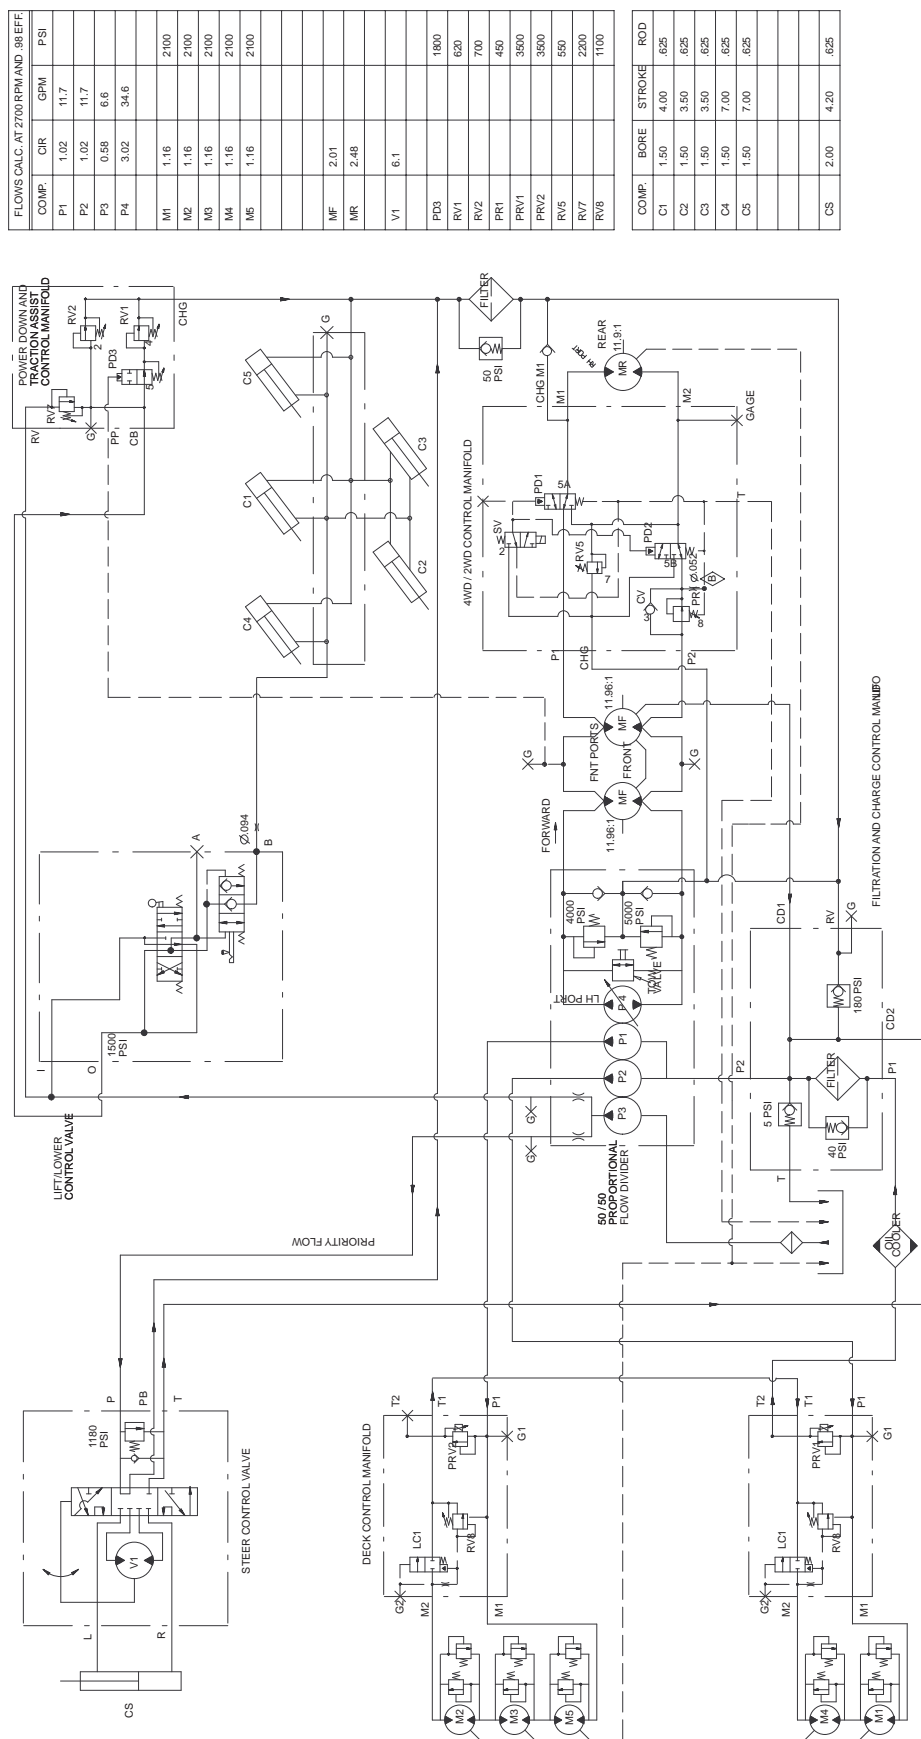 FLOWS CALC. AT 2700 RPM AND .98 EFF.
COMP. CIR GPM PSI
P1 1.02 11.7
P2 1.02 11.7
P3 0.58 6.6
P4 3.02 34.6
M1 1.16 2100
M2 1.16 2100
M3 1.16 2100
M4 1.16 2100
M5 1.16 2100
MF 2.01
MR 2.48
V1 6.1
PD3 1800
RV1 620
RV2 700
PR1 450
PRV1 3500
PRV2 3500
RV5 550
RV7 2200
RV8 1100
COMP. BORE STROKE ROD
C1 1.50 4.00 .625
C2 1.50 3.50 .625
C3 1.50 3.50 .625
C4 1.50 7.00 .625
C5 1.50 7.00 .625
CS 2.00 4.20 .625
POWER DOWN AND
TRACTION ASSIST
CONTROL MANIFOLD
RV2
2
RV1
4
PD3
5
RV7
CHG
RV
G
PP
CB
C5
C1
C4
C3
C2
G
FILTER
50
PSI
CHG M1
M1
RH PORT
MR
REAR
11.9:1
M2
GAGE
T
4WD / 2WD CONTROL MANIFOLD
PD1
5A
SV
2
RV5
7
PD2
5B
Ø.052
B
CV
3
PR
8
P1
CHG
P2
LIFT/LOWER
CONTROL VALVE
1500
PSI
I
O
A
Ø.094
B
G
FNT PORTS
FRONT
11.96:1
MF
MF
11.96:1
G
FORWARD
4000
PSI
5000
PSI
TOW
VALVE
LH PORT
P4
P1
P2
P3
G
G
50 / 50
PROPORTIONAL
FLOW DIVIDER
PRIORITY FLOW
FILTRATION AND CHARGE CONTROL
CD1
RV
G
180 PSI
CD2
P2
P1
FILTER
5 PSI
40
PSI
T
OIL
COOLER
STEER CONTROL VALVE
1180
PSI
P
PB
T
V1
L
R
CS
DECK CONTROL MANIFOLD
T2
T1
P1
G1
PRV2
RV8
LC1
G2
M2
M1
M2
M3
M5
T2
T1
P1
G1
PRV1
RV8
LC1
G2
M2
M1
M4
M1